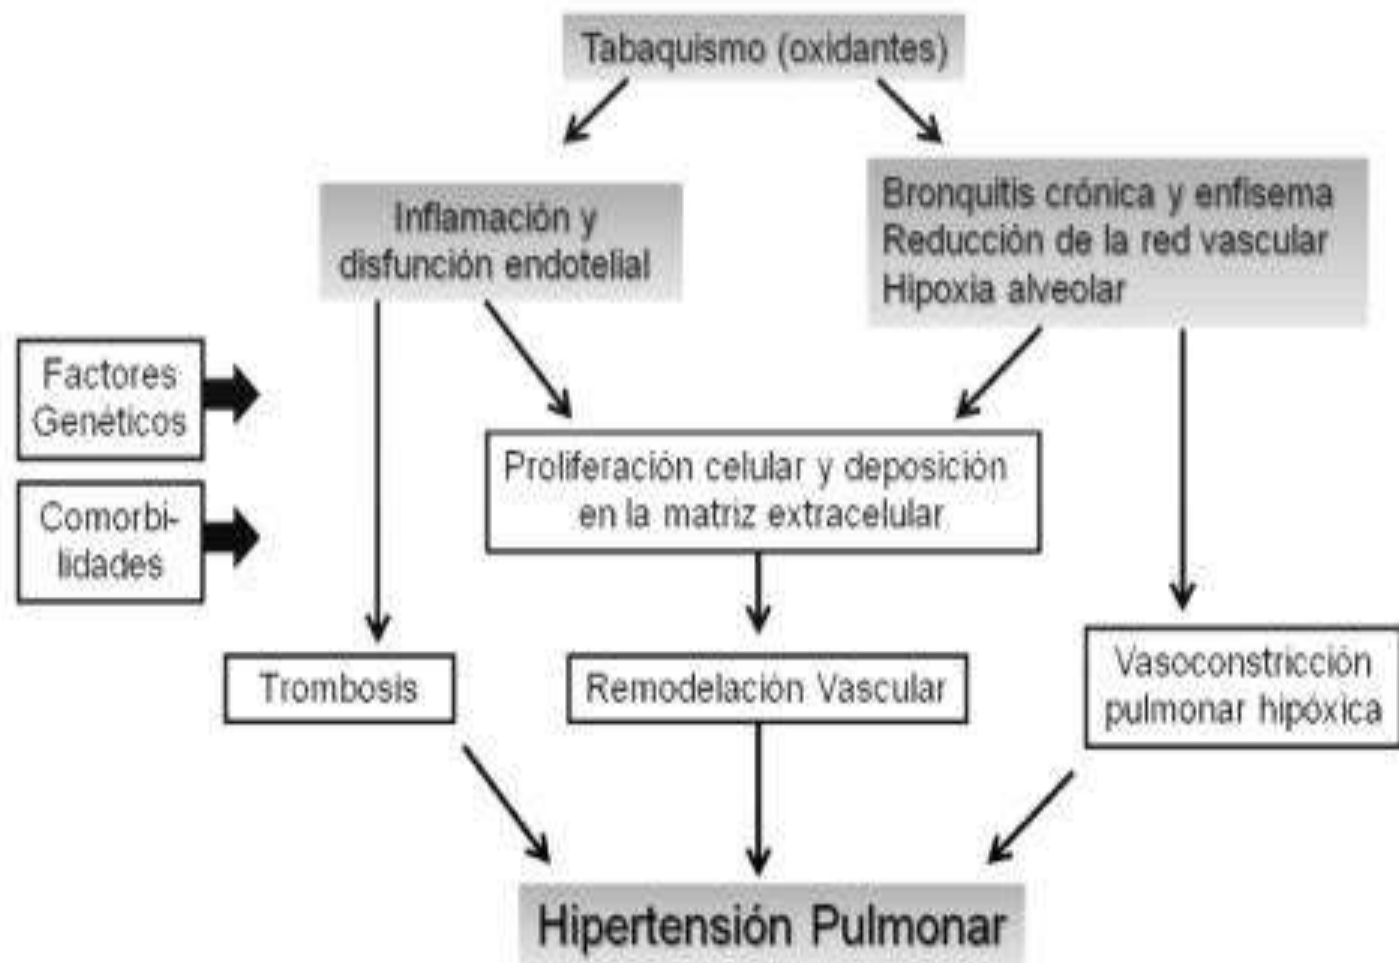 Tabaquismo (oxidantes)
Inflamación y
disfunción endotelial
Bronquitis crónica y enfisema
Reducción de la red vascular
Hipoxia alveolar
Factores
Genéticos
Comorbi-
lidades
Proliferación celular y deposición
en la matriz extracelular
Trombosis
Remodelación Vascular
Vasoconstricción
pulmonar hipóxica
Hipertensión Pulmonar